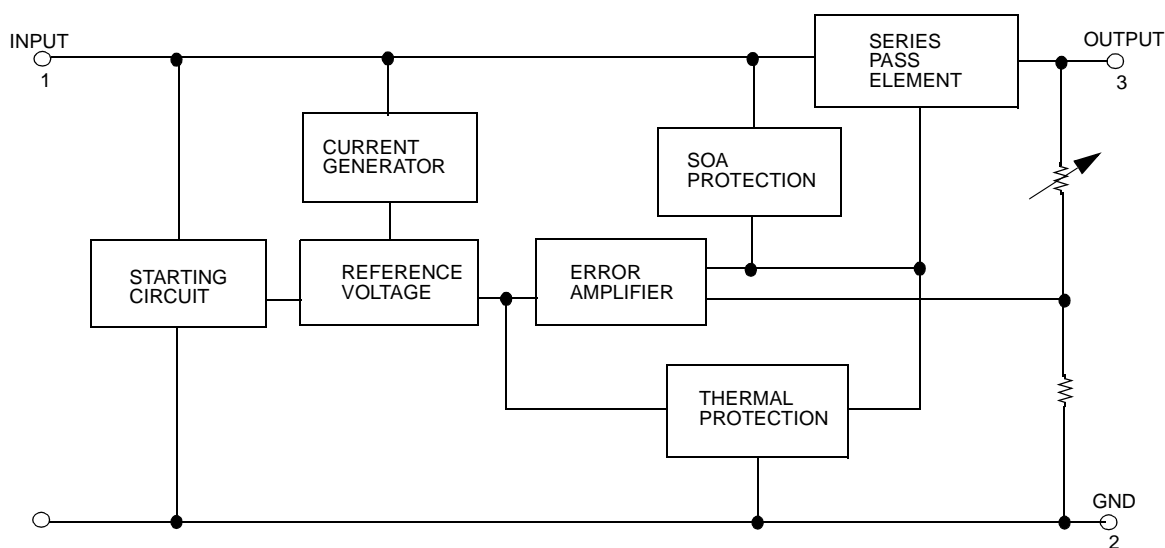 INPUT
1
SERIES
PASS
ELEMENT
OUTPUT
3
CURRENT
GENERATOR
SOA
PROTECTION
STARTING
CIRCUIT
REFERENCE
VOLTAGE
ERROR
AMPLIFIER
THERMAL
PROTECTION
GND
2